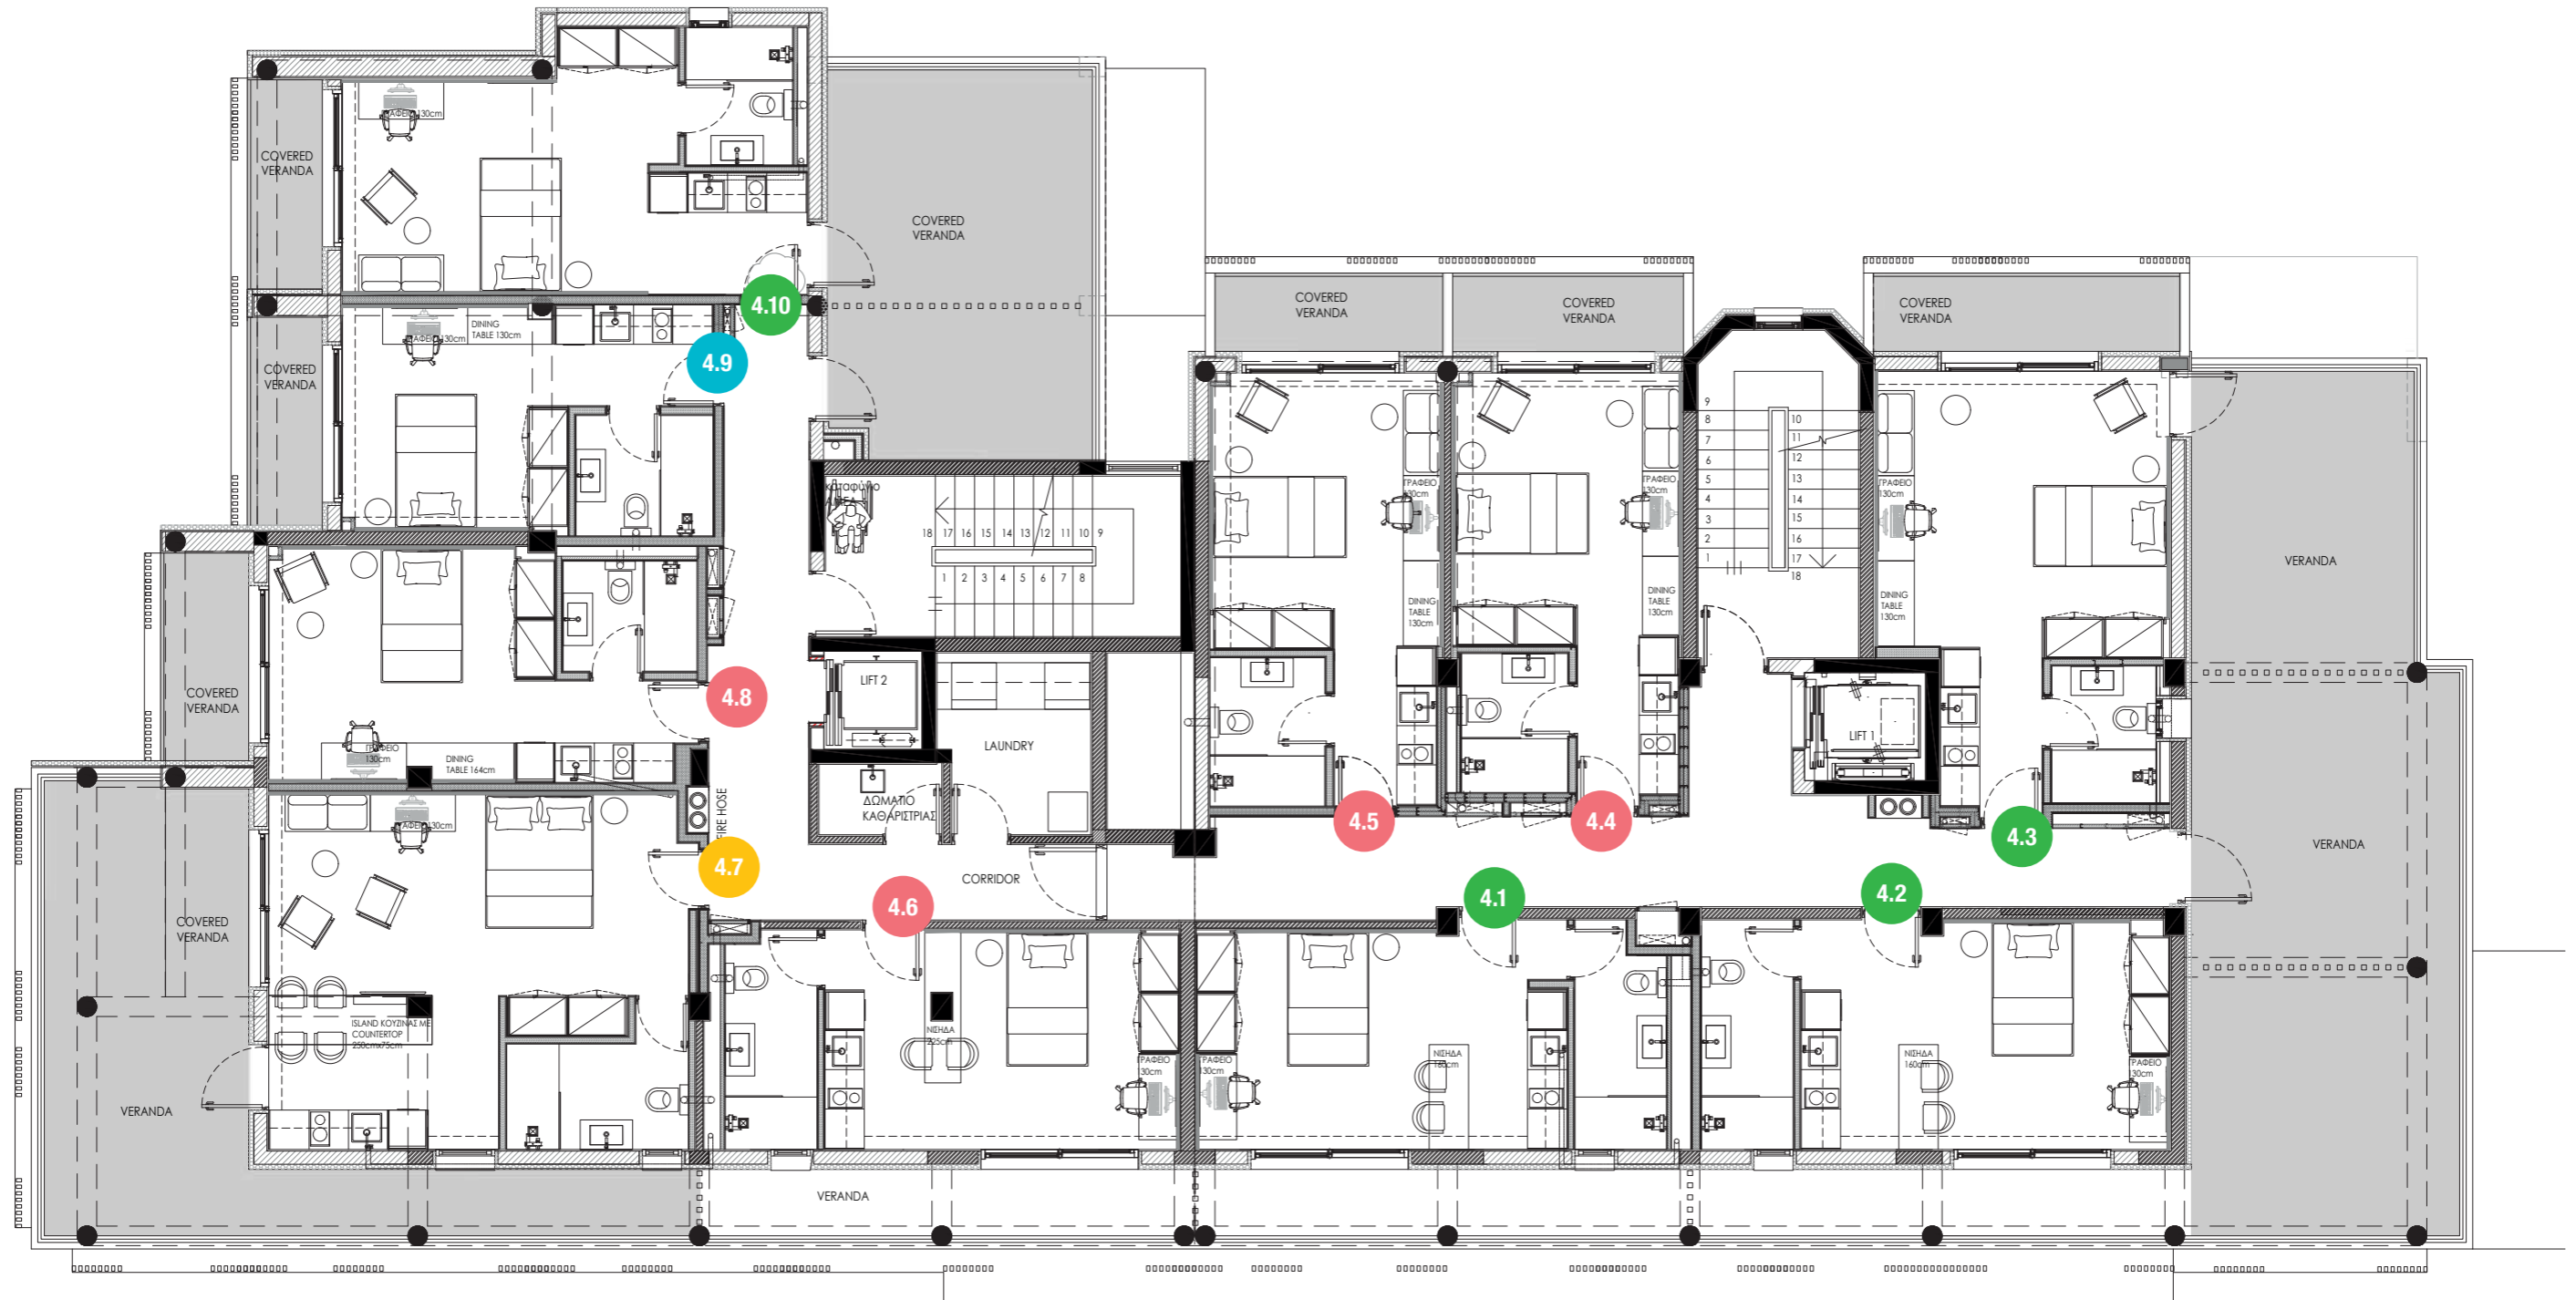 COVERED
VERANDA
130cm
COVERED
VERANDA
4.10
COVERED
VERANDA
COVERED
VERANDA
COVERED
VERANDA
DINING
TABLE 130cm
130cm
4.9
COVERED
VERANDA
9
8
7
6
5
4
3
2
1
10
11
12
13
14
15
16
17
18
ΓΡΑΦΕΙΟ
130cm
ΓΡΑΦΕΙΟ
130cm
ΓΡΑΦΕΙΟ
130cm
καταφύγιο
18 17 16 15 14 13 12 11 10 9
1 2 3 4 5 6 7 8
VERANDA
DINING
TABLE
130cm
DINING
TABLE
130cm
DINING
TABLE
130cm
COVERED
VERANDA
4.8
LIFT 2
LAUNDRY
LIFT 1
ΓΡΑΦΕΙΟ
130cm
DINING
TABLE 164cm
FIRE HOSE
ΔΩΜΑΤΙΟ
ΚΑΘΑΡΙΣΤΡΙΑΣ
4.5
4.4
4.3
VERANDA
130cm
4.7
CORRIDOR
4.6
4.1
4.2
COVERED
VERANDA
ISLAND ΚΟΥΖΙΝΑΣ ΜΕ
COUNTERTOP
250cmx75cm
ΝΙΣΗΔΑ
225cm
ΓΡΑΦΕΙΟ
130cm
ΓΡΑΦΕΙΟ
130cm
ΝΙΣΗΔΑ
160cm
ΝΙΣΗΔΑ
160cm
ΓΡΑΦΕΙΟ
130cm
VERANDA
VERANDA